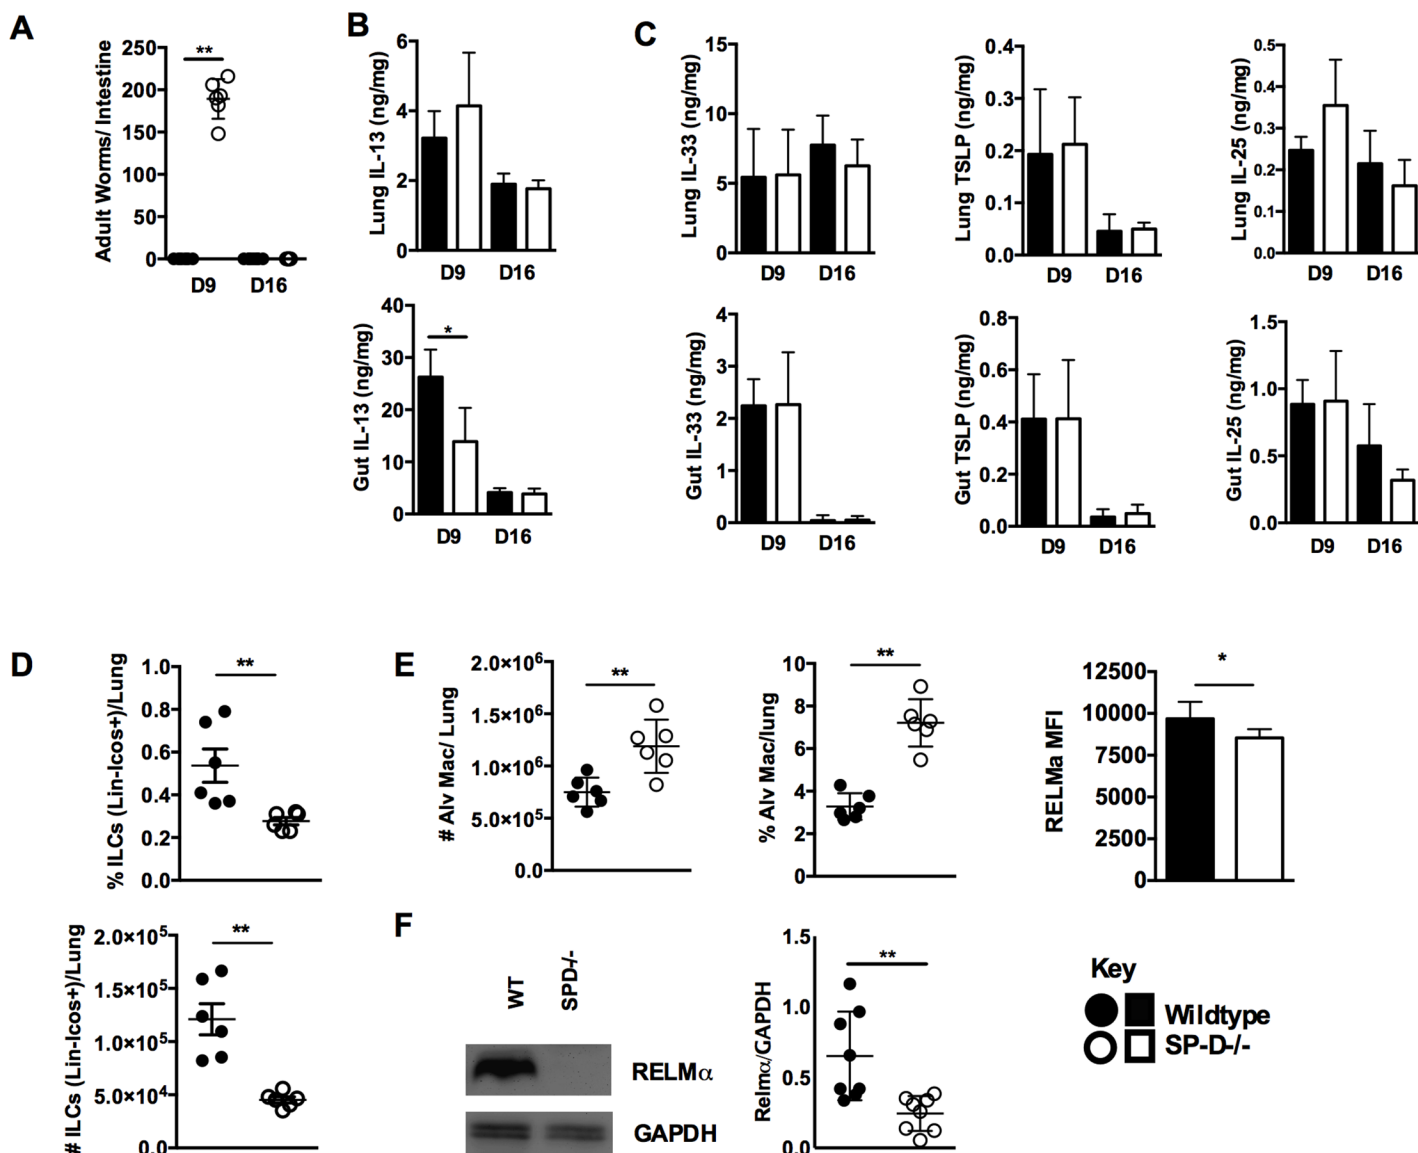 A
Adult Worms/ Intestine
250
200
150
100
50
0
**
D9
D16
B
Lung IL-13 (ng/mg)
6
4
2
0
D9
D16
Gut IL-13 (ng/mg)
40
30
20
10
0
*
D9
D16
C
Lung IL-33 (ng/mg)
15
10
5
0
D9
D16
Lung TSLP (ng/mg)
0.4
0.3
0.2
0.1
0.0
D9
D16
Lung IL-25 (ng/mg)
0.5
0.4
0.3
0.2
0.1
0.0
D9
D16
Gut IL-33 (ng/mg)
4
3
2
1
0
D9
D16
Gut TSLP (ng/mg)
0.8
0.6
0.4
0.2
0.0
D9
D16
Gut IL-25 (ng/mg)
1.5
1.0
0.5
0.0
D9
D16
D
% ILCs (Lin-Icos+)/Lung
1.0
0.8
0.6
0.4
0.2
0.0
**
# ILCs (Lin-Icos+)/Lung
2.0×10⁵
1.5×10⁵
1.0×10⁵
5.0×10⁴
0.0
**
E
# Alv Mac/ Lung
2.0×10⁶
1.5×10⁶
1.0×10⁶
5.0×10⁵
0.0
**
% Alv Mac/lung
10
8
6
4
2
0
**
RELMa MFI
12500
10000
7500
5000
2500
0
*
F
WT
SPD-/-
RELMα
GAPDH
Relmα/GAPDH
1.5
1.0
0.5
0.0
**
Key
Wildtype
SP-D-/-